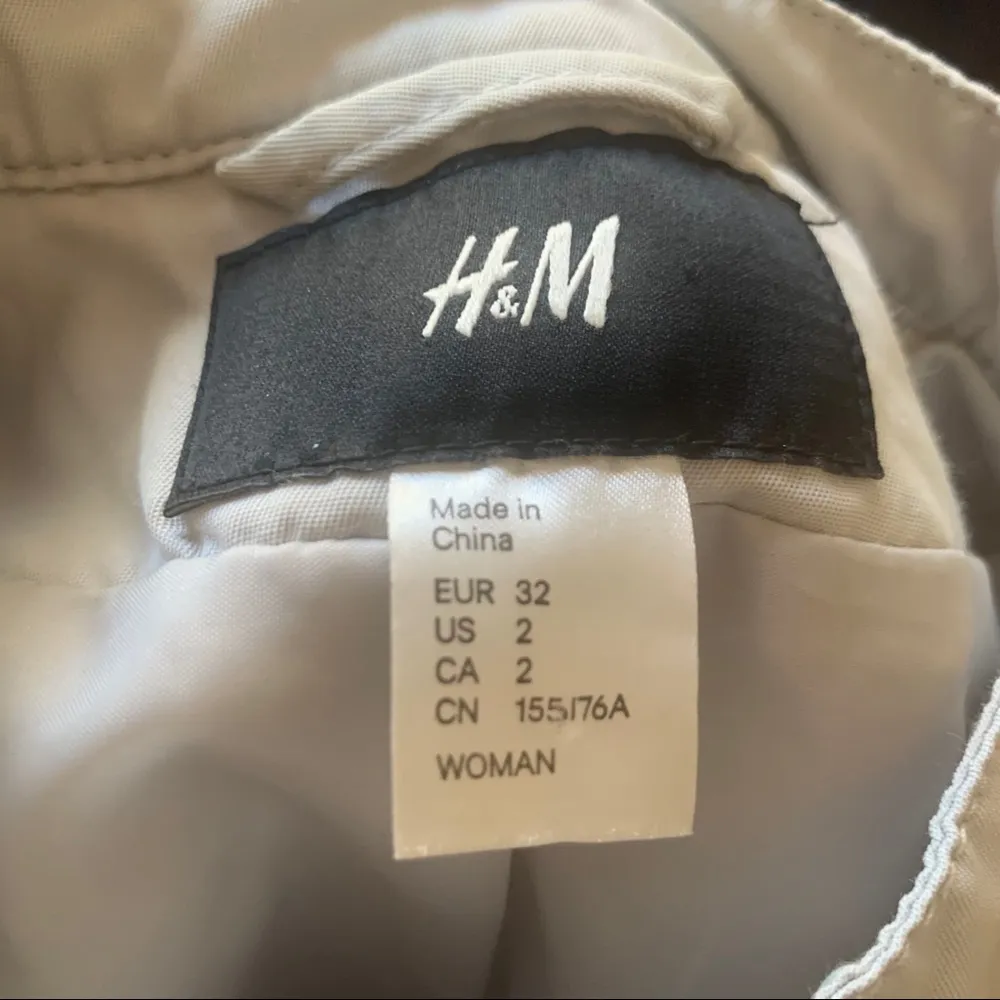 H&M
Made in
China
EUR 32
US 2
CA 2
CN 155/76A
WOMAN